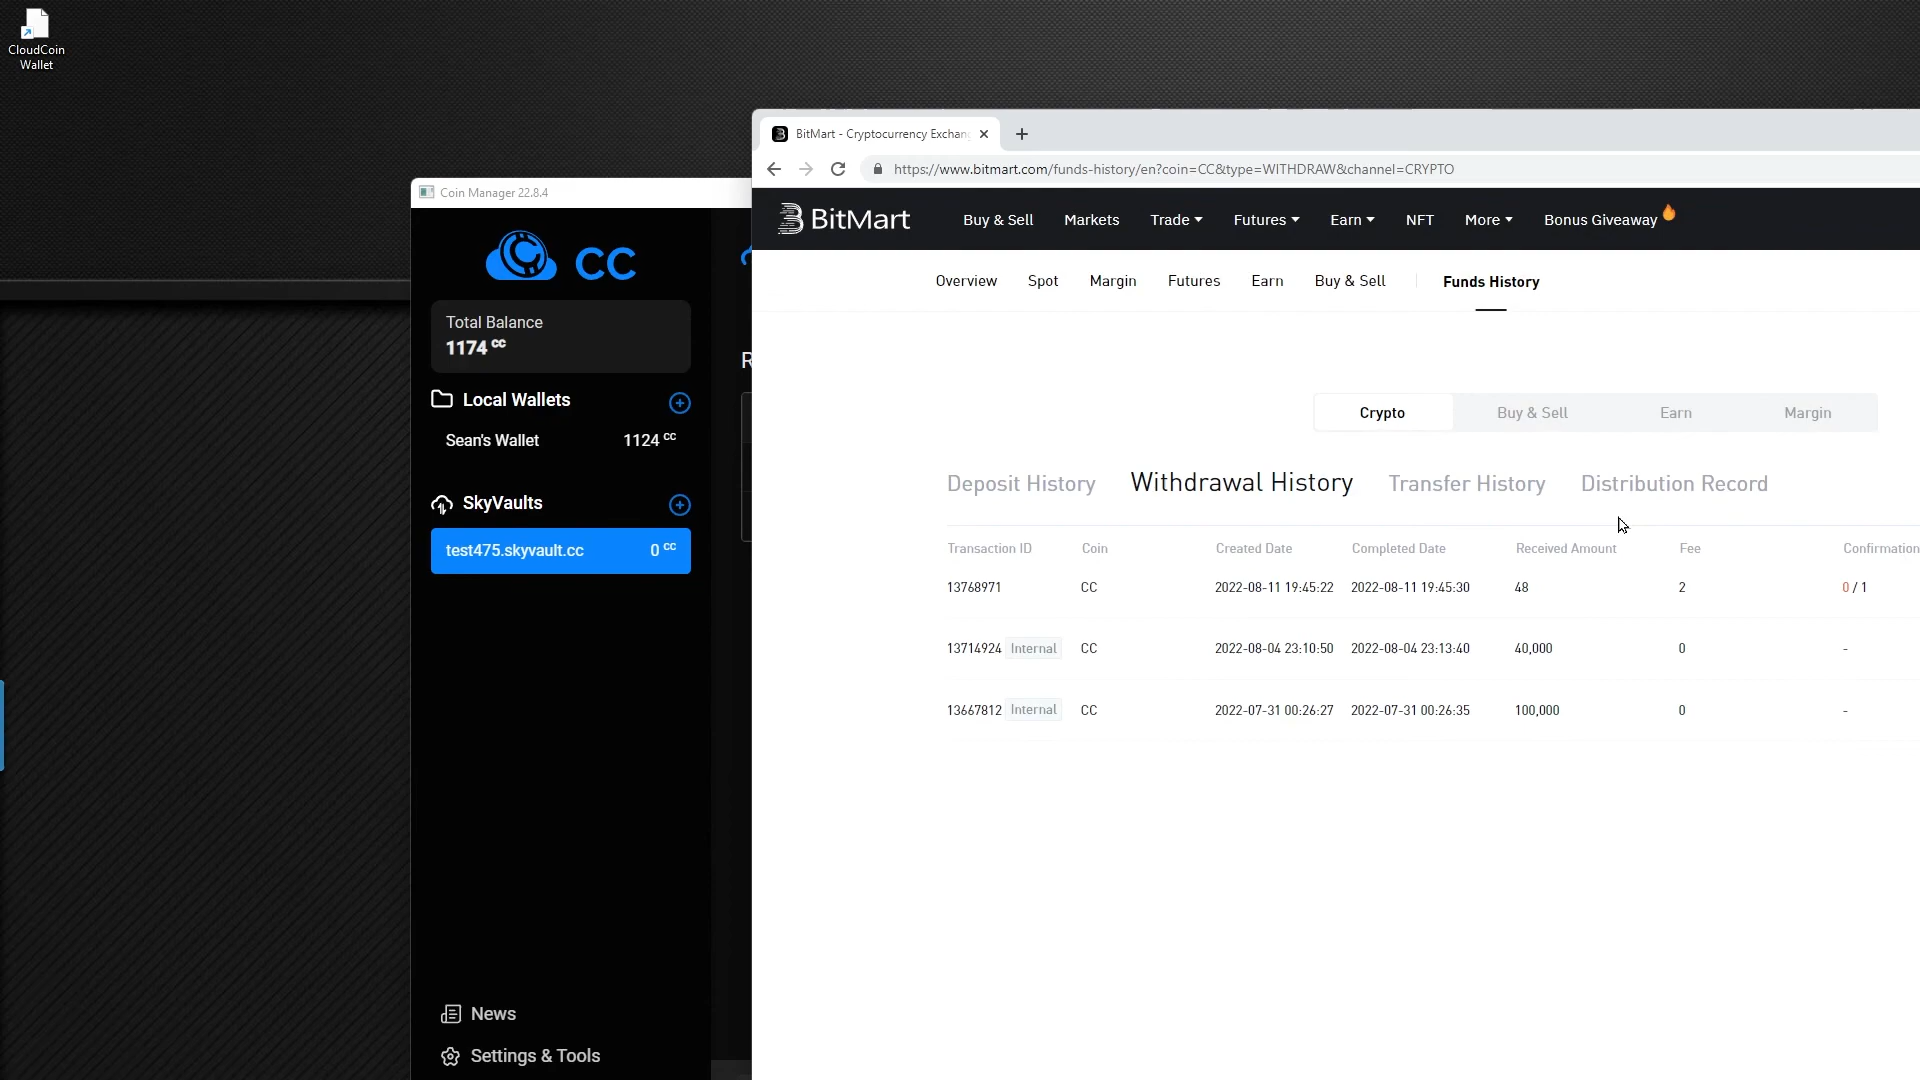 CloudCoin
Wallet
Coin Manager 22.8.4
CC
Total Balance
1174 cc
Local Wallets
Sean's Wallet 1124 cc
SkyVaults
test475.skyvault.cc 0 cc
News
Settings & Tools
R
BitMart - Cryptocurrency Exchan
https://www.bitmart.com/funds-history/en?coin=CC&type=WITHDRAW&channel=CRYPTO
BitMart Buy & Sell Markets Trade Futures Earn NFT More Bonus Giveaway
Overview Spot Margin Futures Earn Buy & Sell Funds History
Crypto Buy & Sell Earn Margin
Deposit History Withdrawal History Transfer History Distribution Record
Transaction ID Coin Created Date Completed Date Received Amount Fee Confirmation
13768971 CC 2022-08-11 19:45:22 2022-08-11 19:45:30 48 2 0 / 1
13714924 Internal CC 2022-08-04 23:10:50 2022-08-04 23:13:40 40,000 0 -
13667812 Internal CC 2022-07-31 00:26:27 2022-07-31 00:26:35 100,000 0 -